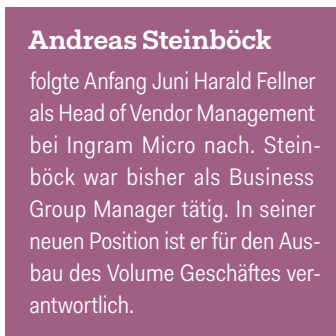 Andreas Steinböck
folgte Anfang Juni Harald Fellner
als Head of Vendor Management
bei Ingram Micro nach. Stein-
böck war bisher als Business
Group Manager tätig. In seiner
neuen Position ist er für den Aus-
bau des Volume Geschäftes ver-
antwortlich.